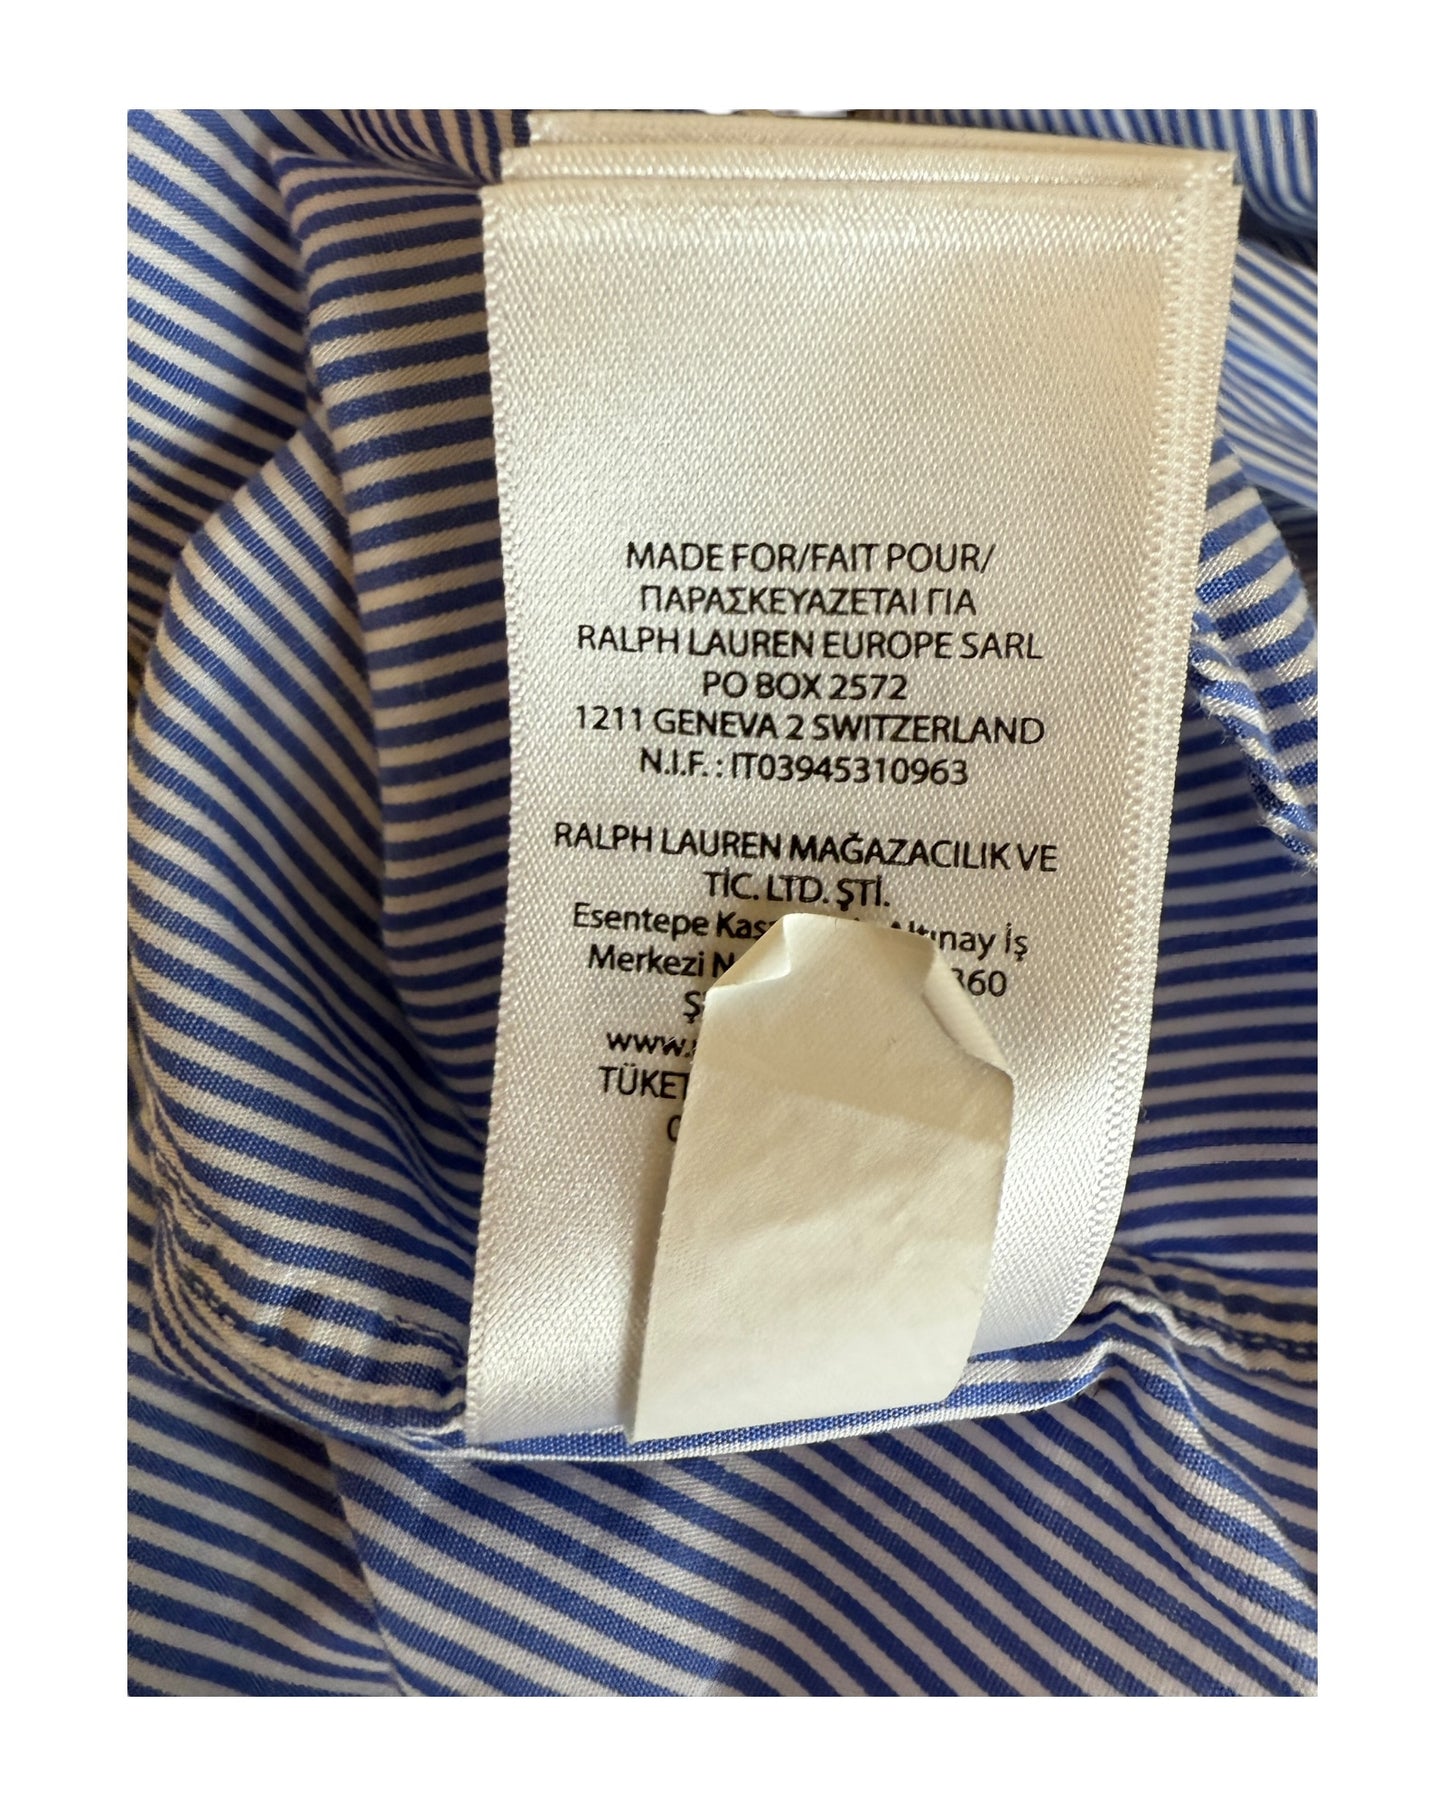 MADE FOR/FAIT POUR/
ΠΑΡΑΣΚΕΥΑΖΕΤΑΙ ΓΙΑ
RALPH LAUREN EUROPE SARL
PO BOX 2572
1211 GENEVA 2 SWITZERLAND
N.I.F. : IT03945310963
RALPH LAUREN MAĞAZACILIK VE
TİC. LTD. ŞTİ.
Esentepe Altınay İş
Merkezi